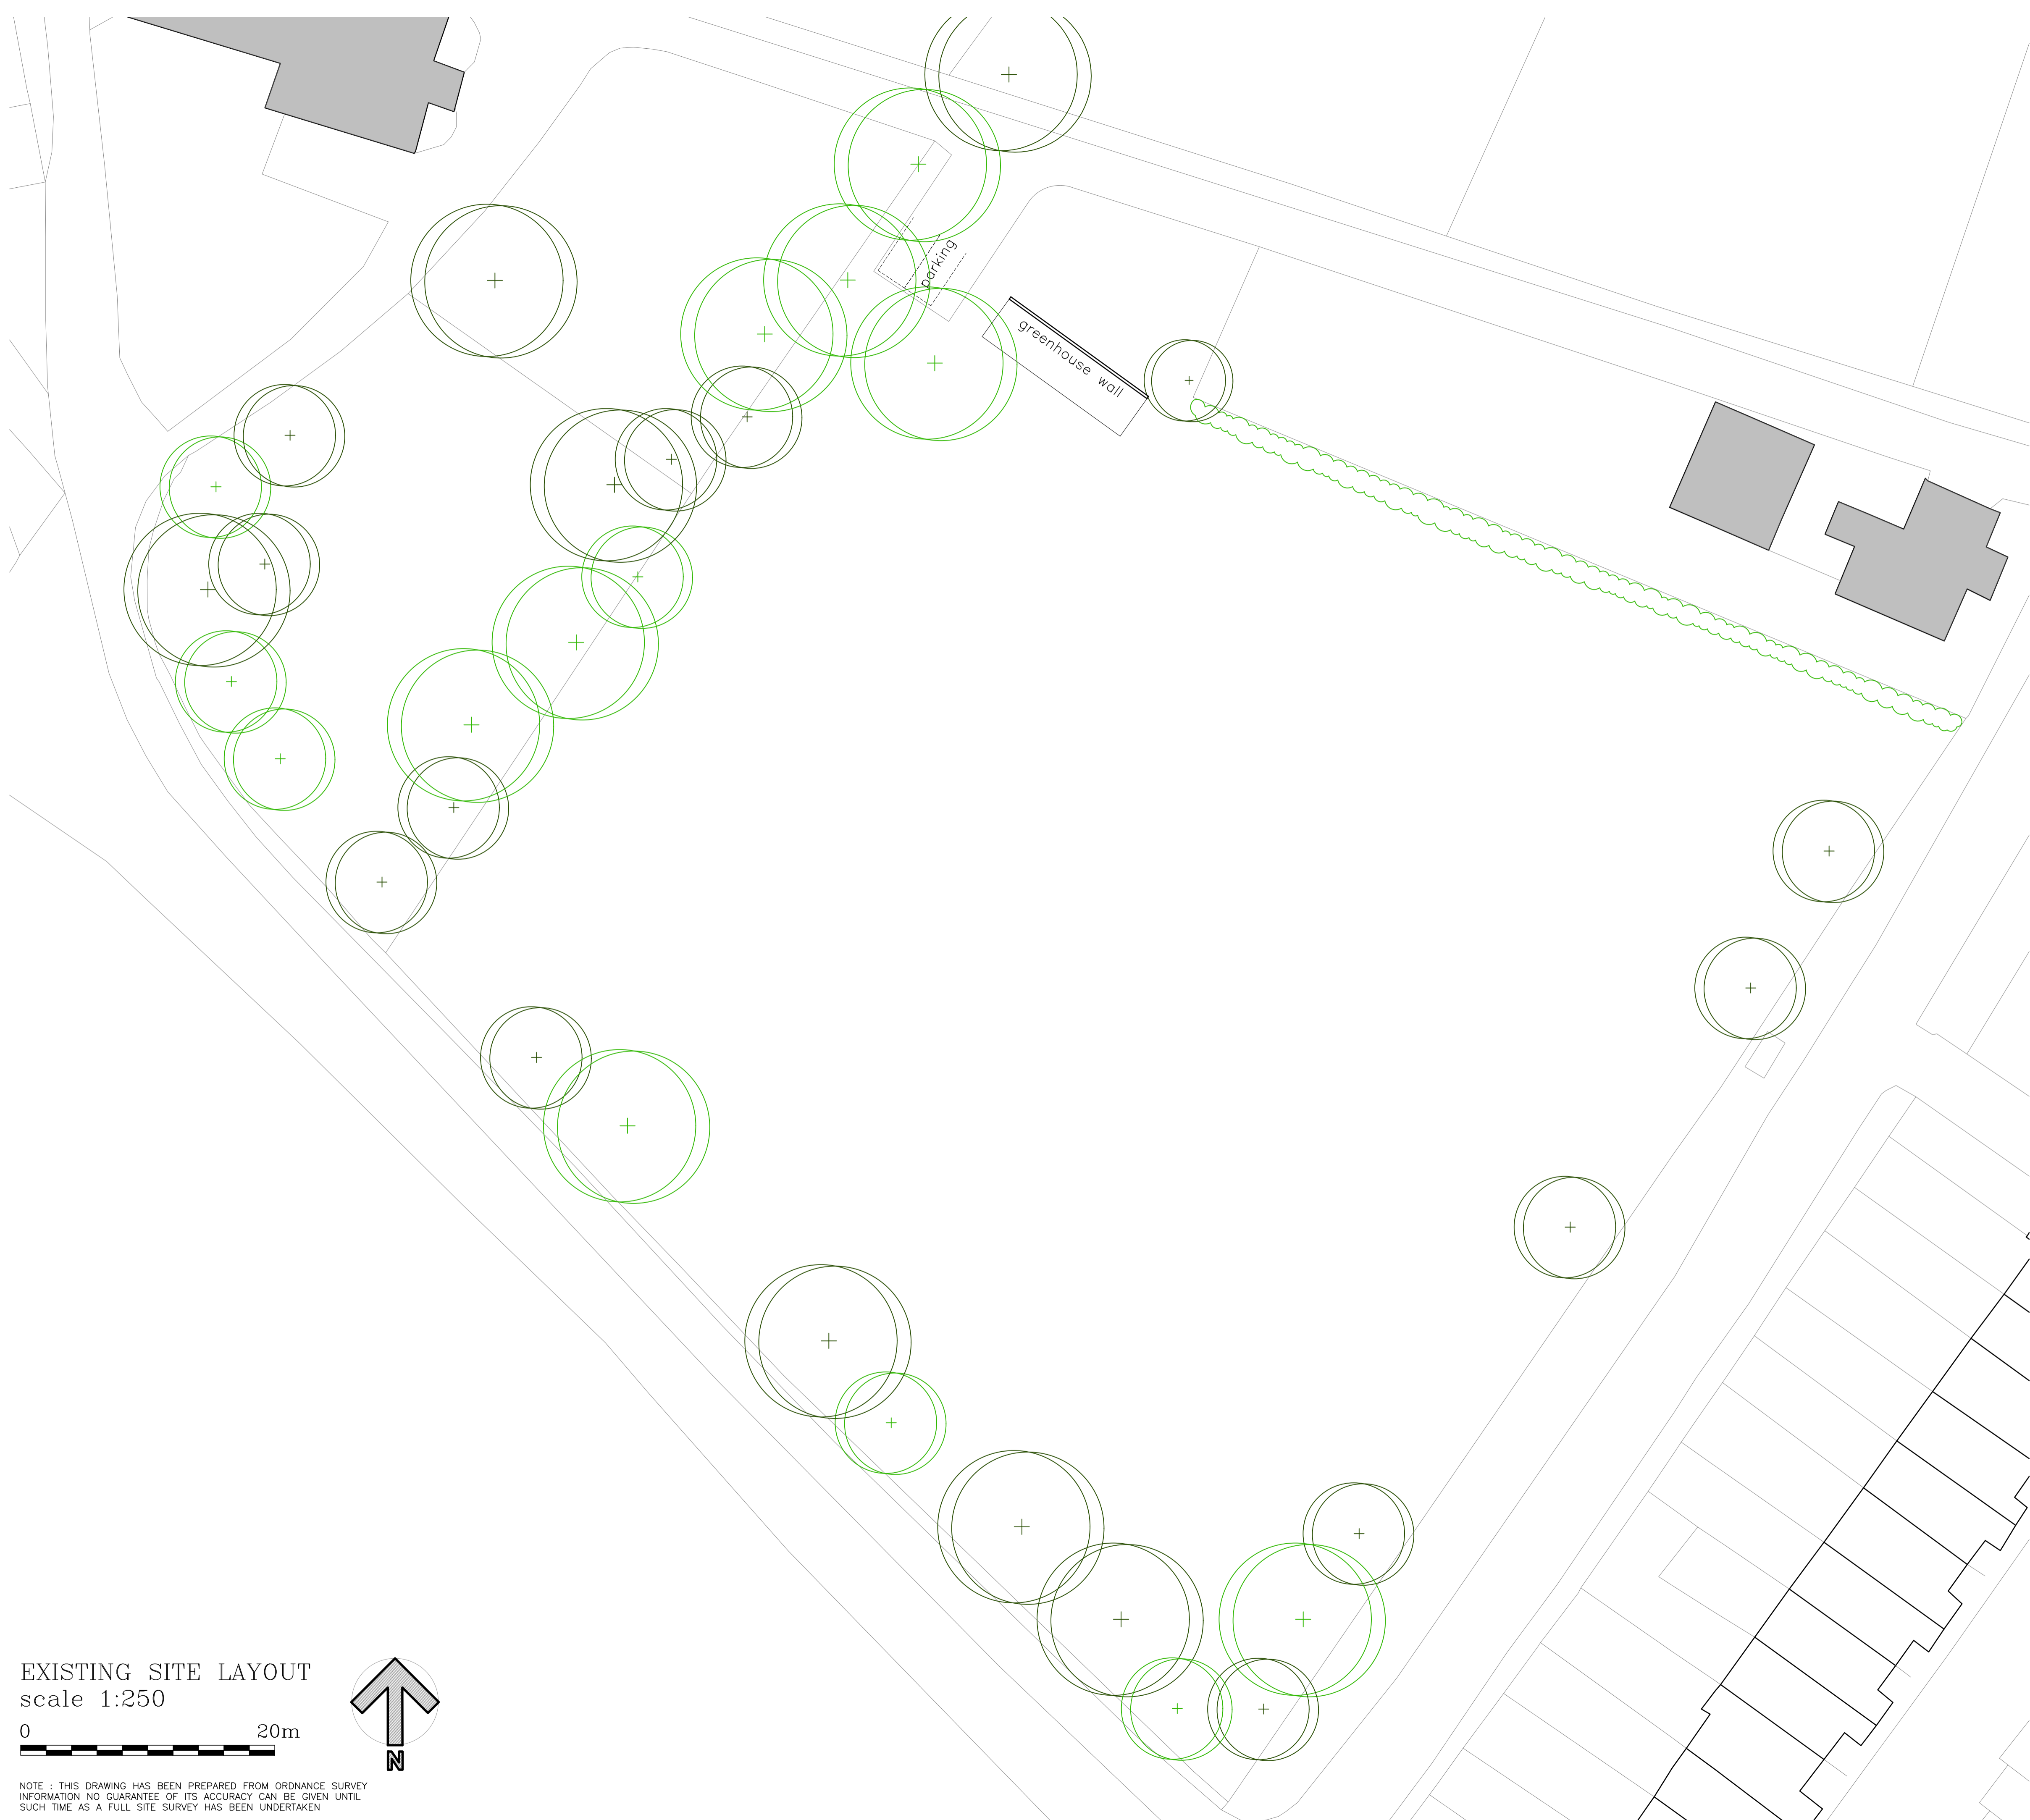 parking
greenhouse wall
EXISTING SITE LAYOUT
scale 1:250
0 20m
N
NOTE : THIS DRAWING HAS BEEN PREPARED FROM ORDNANCE SURVEY
INFORMATION NO GUARANTEE OF ITS ACCURACY CAN BE GIVEN UNTIL
SUCH TIME AS A FULL SITE SURVEY HAS BEEN UNDERTAKEN